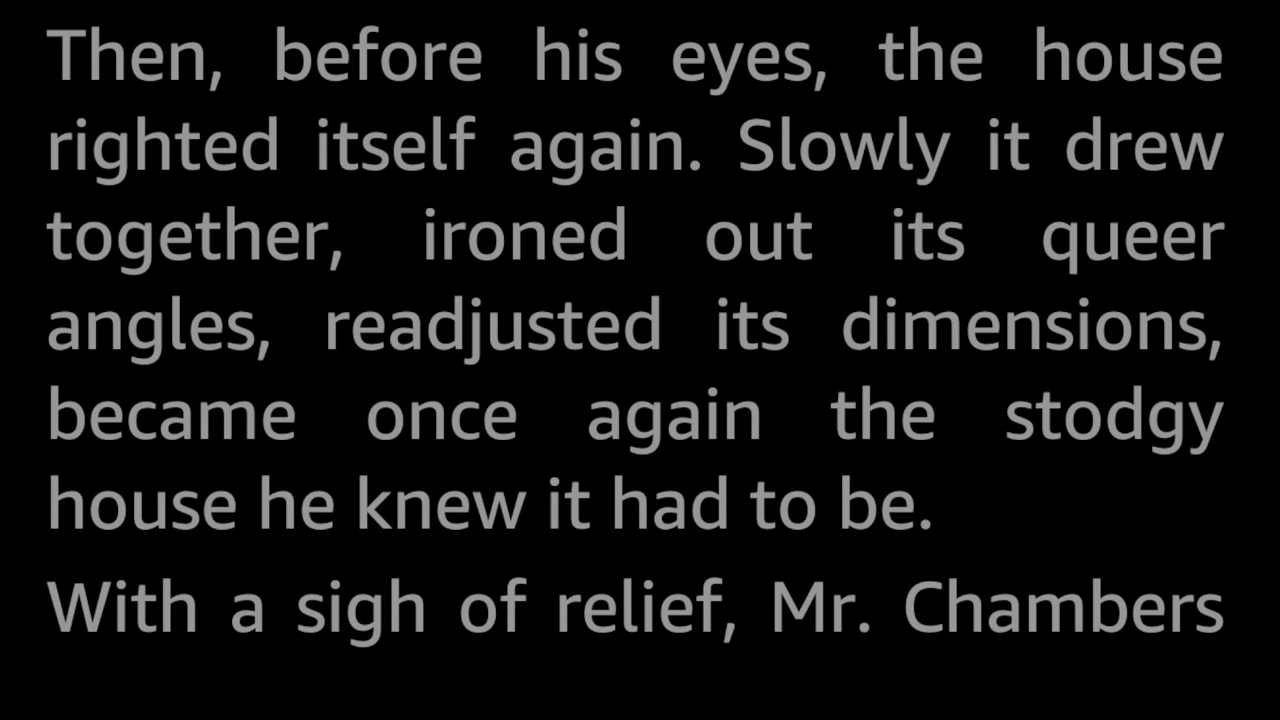 Then, before his eyes, the house
righted itself again. Slowly it drew
together, ironed out its queer
angles, readjusted its dimensions,
became once again the stodgy
house he knew it had to be.
With a sigh of relief, Mr. Chambers